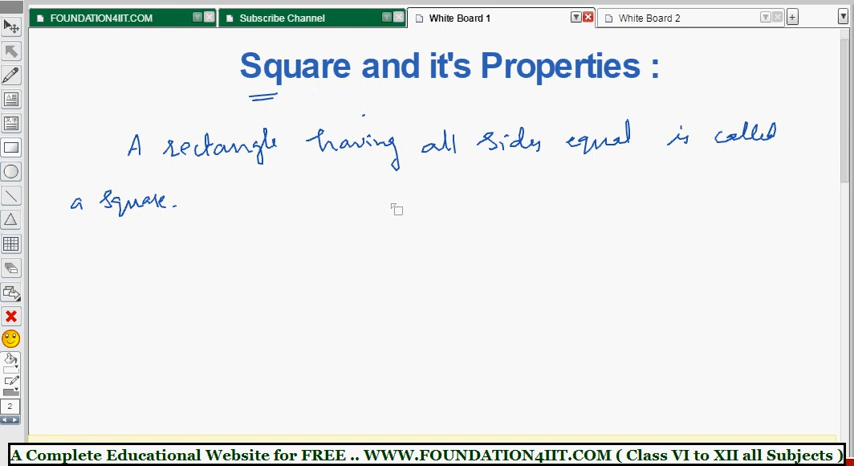 FOUNDATION4IIT.COM Subscribe Channel White Board 1 White Board 2
Square and it's Properties :
A rectangle having all sides equal is called
a square.
2
A Complete Educational Website for FREE .. WWW.FOUNDATION4IIT.COM ( Class VI to XII all Subjects )